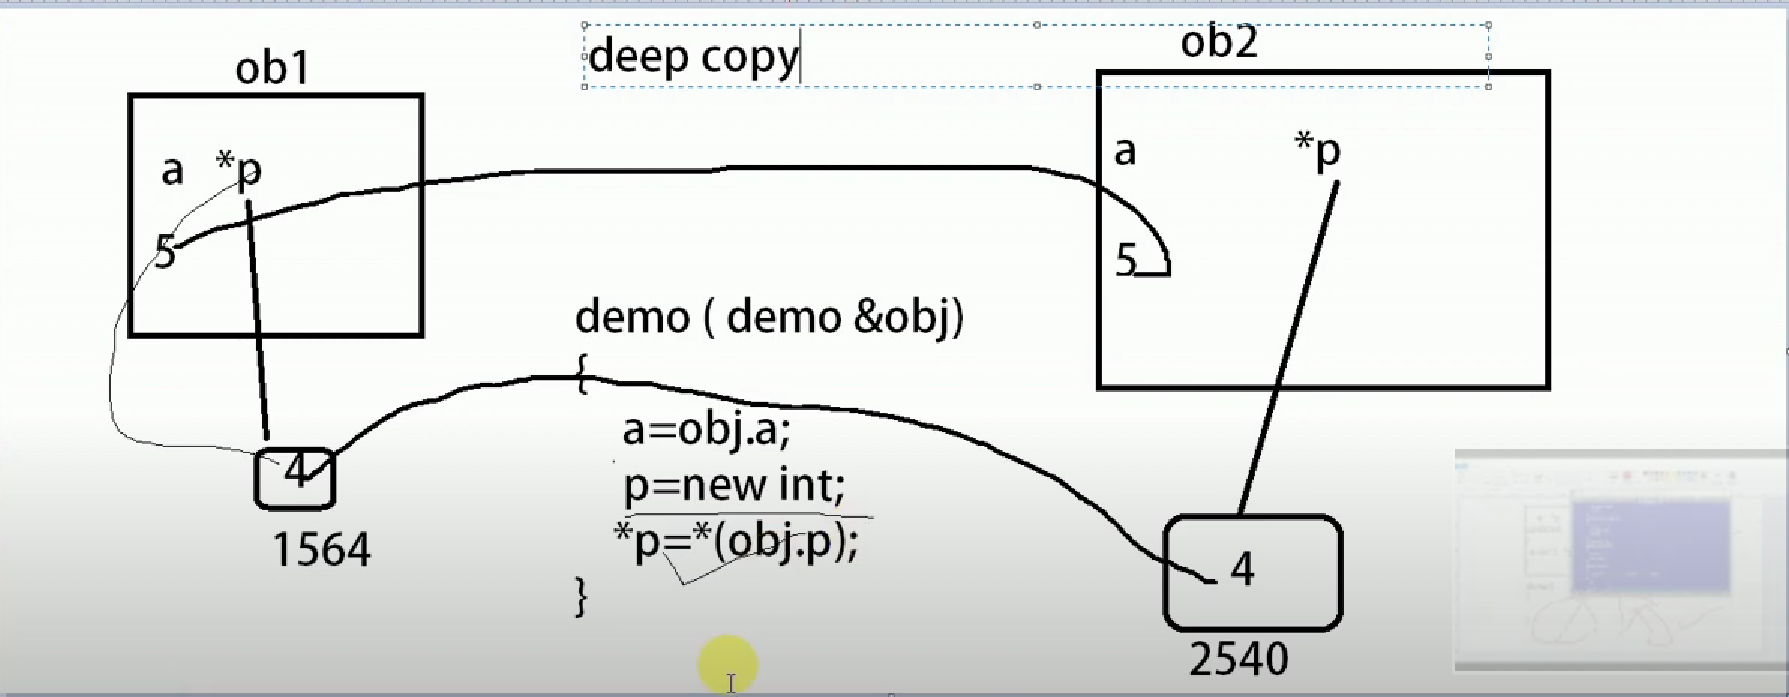 deep copy
ob1
ob2
a *p
5
a *p
5
demo ( demo &obj)
{
a=obj.a;
p=new int;
*p=*(obj.p);
}
4
1564
4
2540